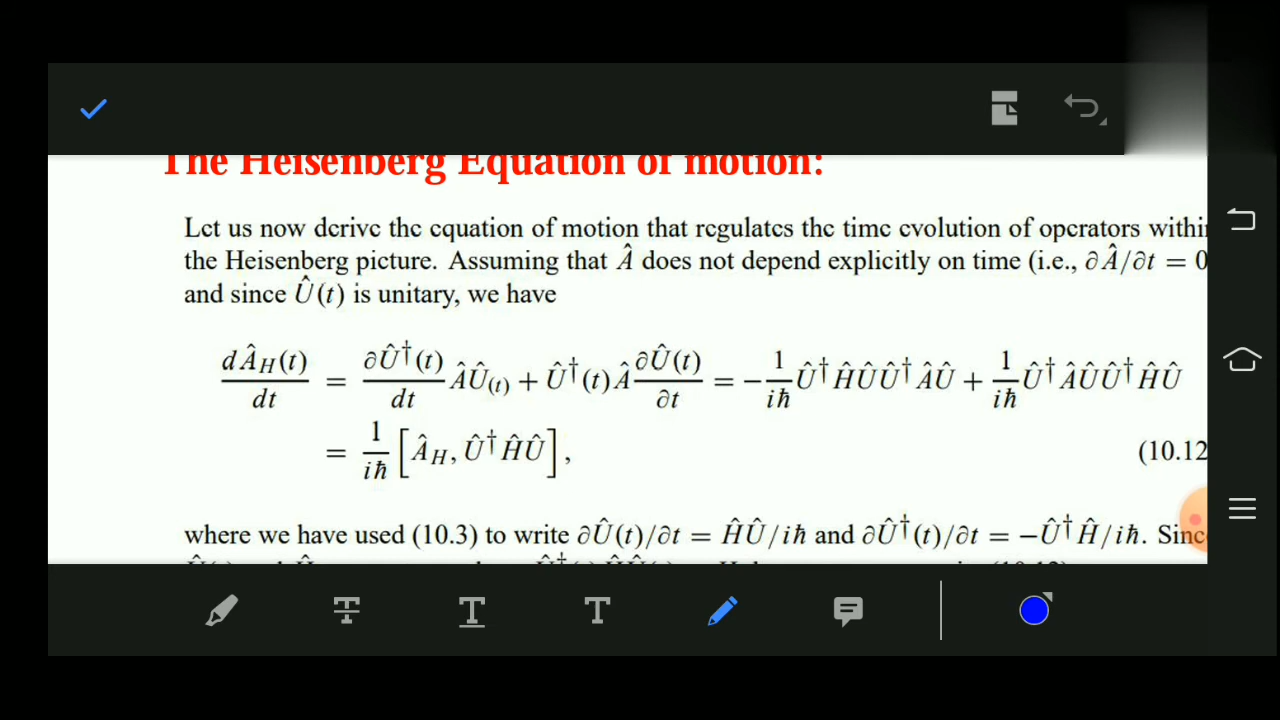 The Heisenberg Equation of motion:
Let us now derive the equation of motion that regulates the time evolution of operators withi
the Heisenberg picture. Assuming that Â does not depend explicitly on time (i.e., ∂Â/∂t = 0
and since Û(t) is unitary, we have
dÂ_H(t)/dt = ∂Û†(t)/dt ÂÛ(t) + Û†(t)Â ∂Û(t)/∂t = −1/iħ Û†ĤÛÛ†ÂÛ + 1/iħ Û†ÂÛÛ†ĤÛ
= 1/iħ [Â_H, Û†ĤÛ], (10.12
where we have used (10.3) to write ∂Û(t)/∂t = ĤÛ/iħ and ∂Û†(t)/∂t = −Û†Ĥ/iħ. Sinc